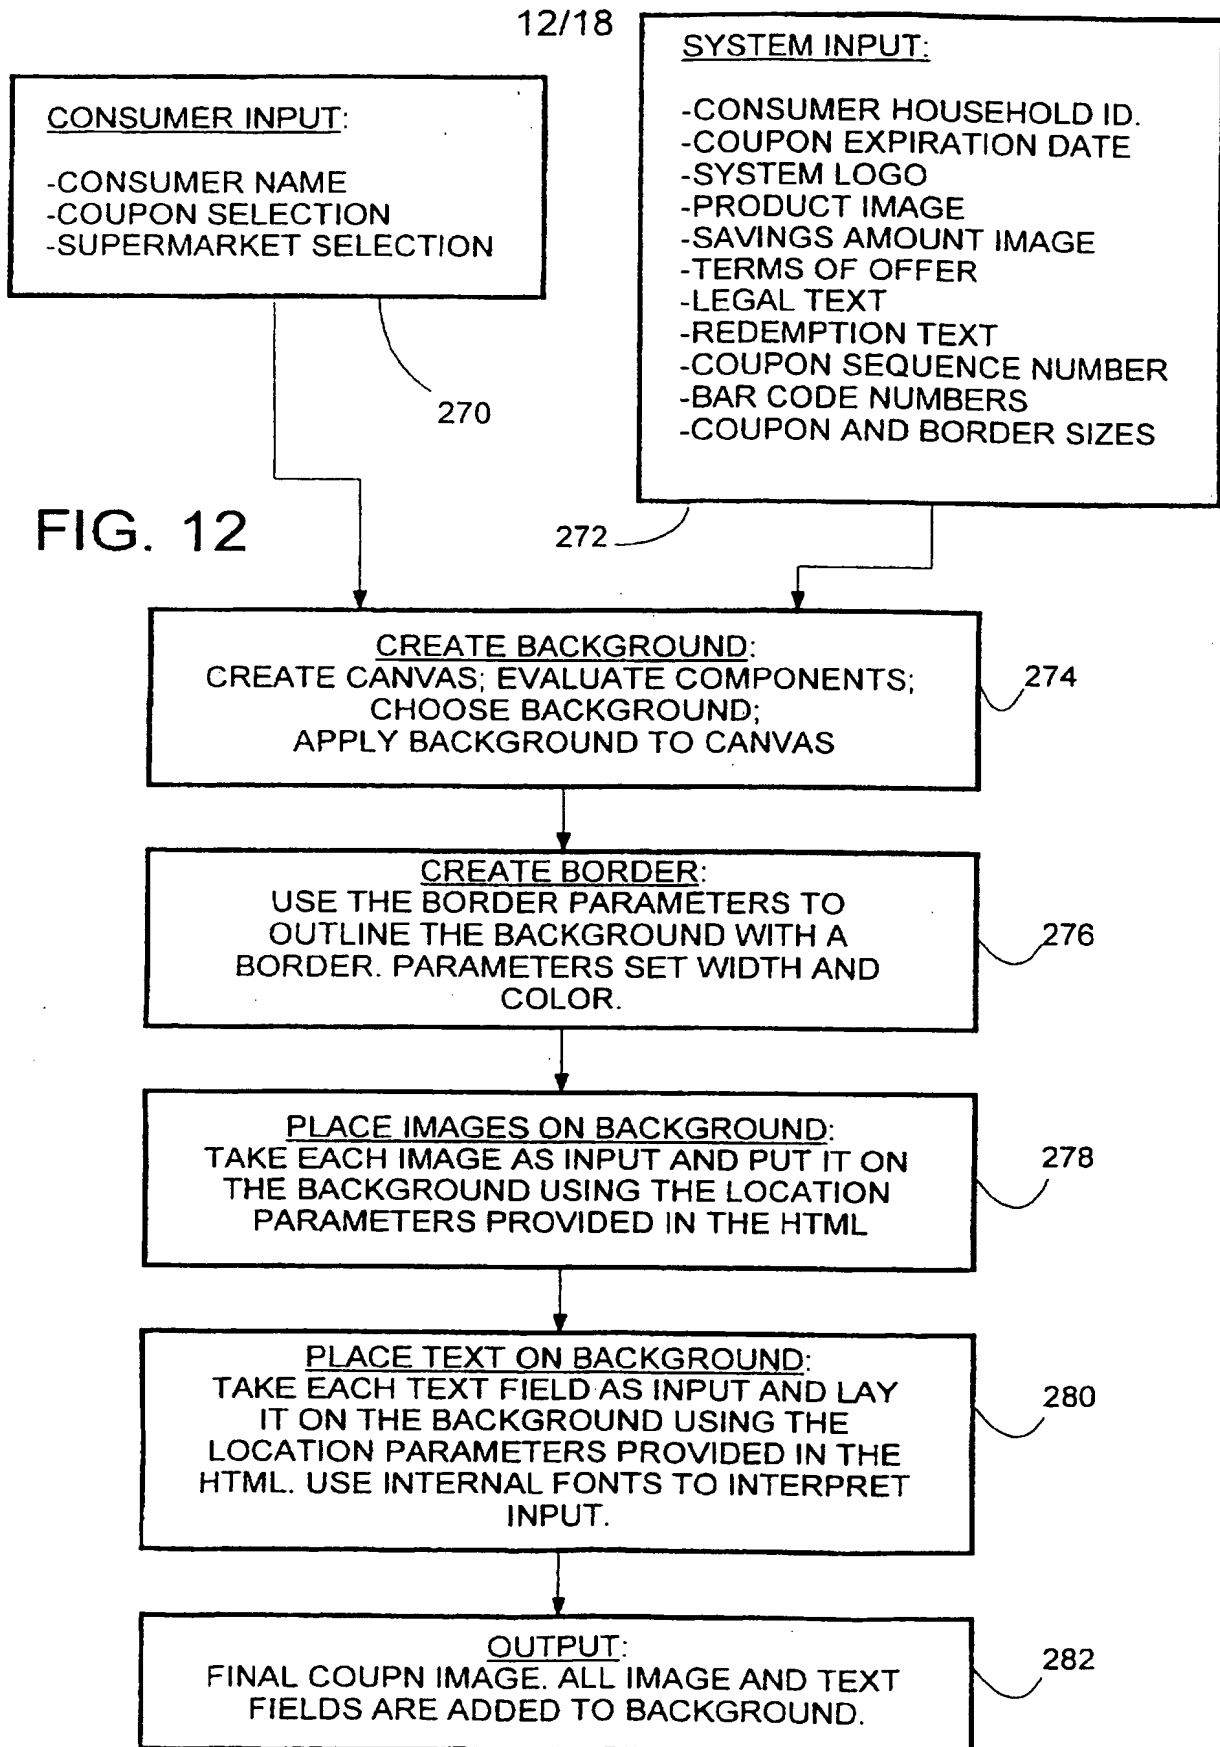 12/18
CONSUMER INPUT:
-CONSUMER NAME
-COUPON SELECTION
-SUPERMARKET SELECTION
270
SYSTEM INPUT:
-CONSUMER HOUSEHOLD ID.
-COUPON EXPIRATION DATE
-SYSTEM LOGO
-PRODUCT IMAGE
-SAVINGS AMOUNT IMAGE
-TERMS OF OFFER
-LEGAL TEXT
-REDEMPTION TEXT
-COUPON SEQUENCE NUMBER
-BAR CODE NUMBERS
-COUPON AND BORDER SIZES
272
FIG. 12
CREATE BACKGROUND:
CREATE CANVAS; EVALUATE COMPONENTS;
CHOOSE BACKGROUND;
APPLY BACKGROUND TO CANVAS
274
CREATE BORDER:
USE THE BORDER PARAMETERS TO
OUTLINE THE BACKGROUND WITH A
BORDER. PARAMETERS SET WIDTH AND
COLOR.
276
PLACE IMAGES ON BACKGROUND:
TAKE EACH IMAGE AS INPUT AND PUT IT ON
THE BACKGROUND USING THE LOCATION
PARAMETERS PROVIDED IN THE HTML
278
PLACE TEXT ON BACKGROUND:
TAKE EACH TEXT FIELD AS INPUT AND LAY
IT ON THE BACKGROUND USING THE
LOCATION PARAMETERS PROVIDED IN THE
HTML. USE INTERNAL FONTS TO INTERPRET
INPUT.
280
OUTPUT:
FINAL COUPN IMAGE. ALL IMAGE AND TEXT
FIELDS ARE ADDED TO BACKGROUND.
282